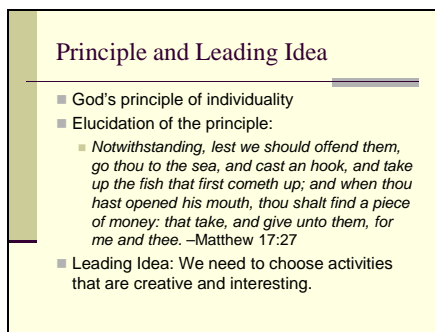 Principle and Leading Idea
God's principle of individuality
Elucidation of the principle:
Notwithstanding, lest we should offend them,
go thou to the sea, and cast an hook, and take
up the fish that first cometh up; and when thou
hast opened his mouth, thou shalt find a piece
of money: that take, and give unto them, for
me and thee. –Matthew 17:27
Leading Idea: We need to choose activities
that are creative and interesting.